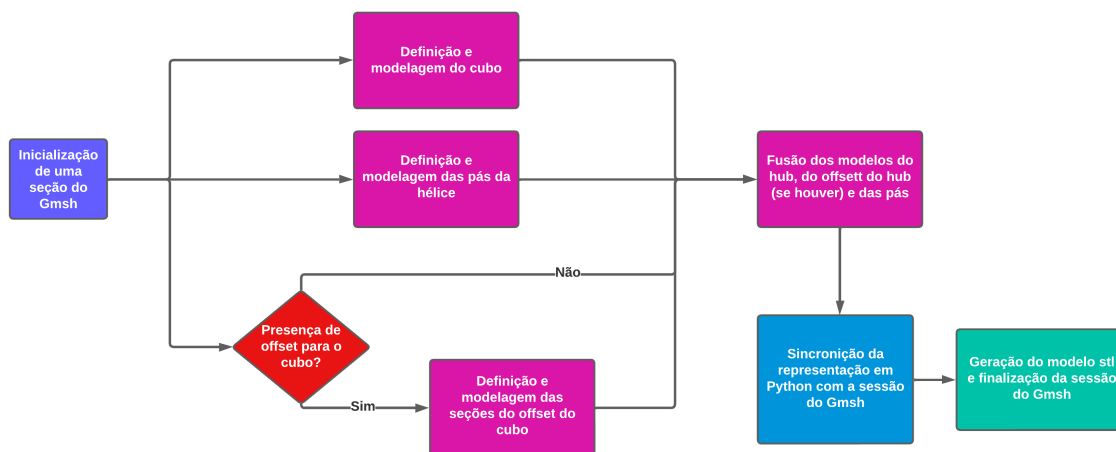 Inicialização
de uma
seção do
Gmsh
Definição e
modelagem do cubo
Definição e
modelagem das pás da
hélice
Presença de
offset para o
cubo?
Não
Sim
Definição e
modelagem das
seções do offset do
cubo
Fusão dos modelos do
hub, do offsett do hub
(se houver) e das pás
Sincronição da
representação em
Python com a sessão
do Gmsh
Geração do modelo stl
e finalização da sessão
do Gmsh